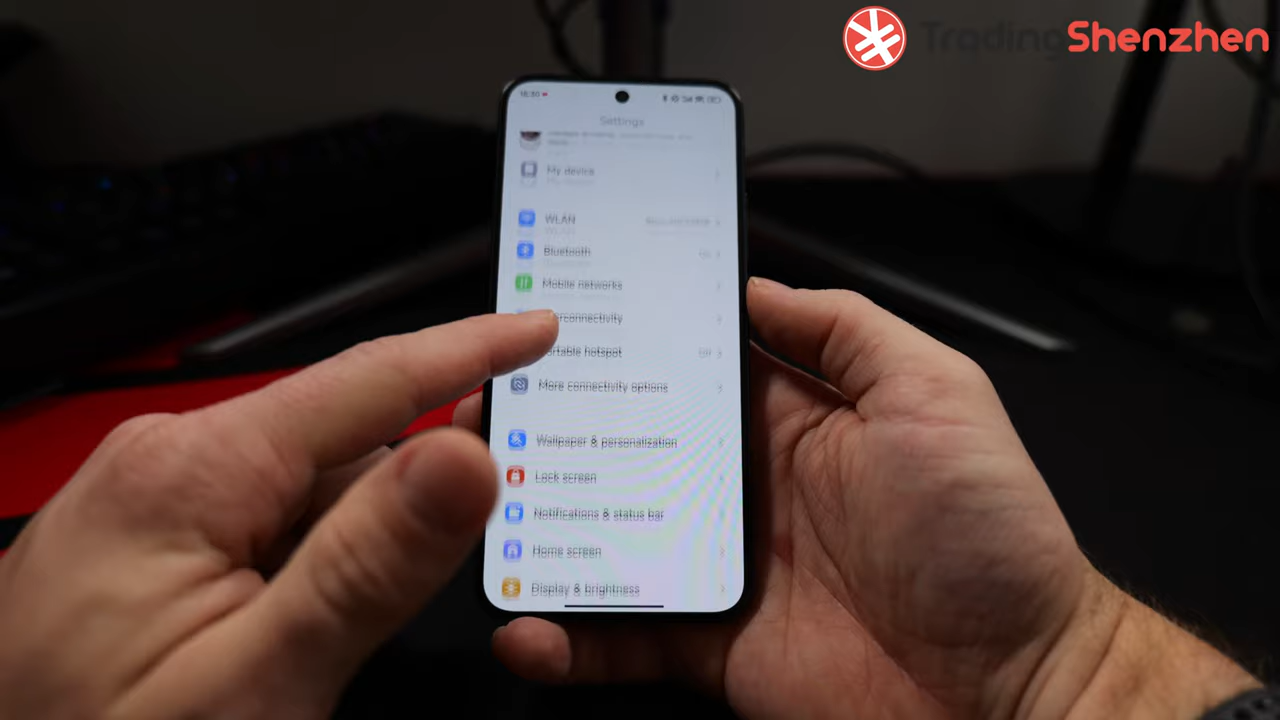 TradingShenzhen
Settings
My device
WLAN
Bluetooth
Mobile networks
erconnectivity
ortable hotspot
More connectivity options
Wallpaper & personalization
Lock screen
Notifications & status bar
Home screen
Display & brightness